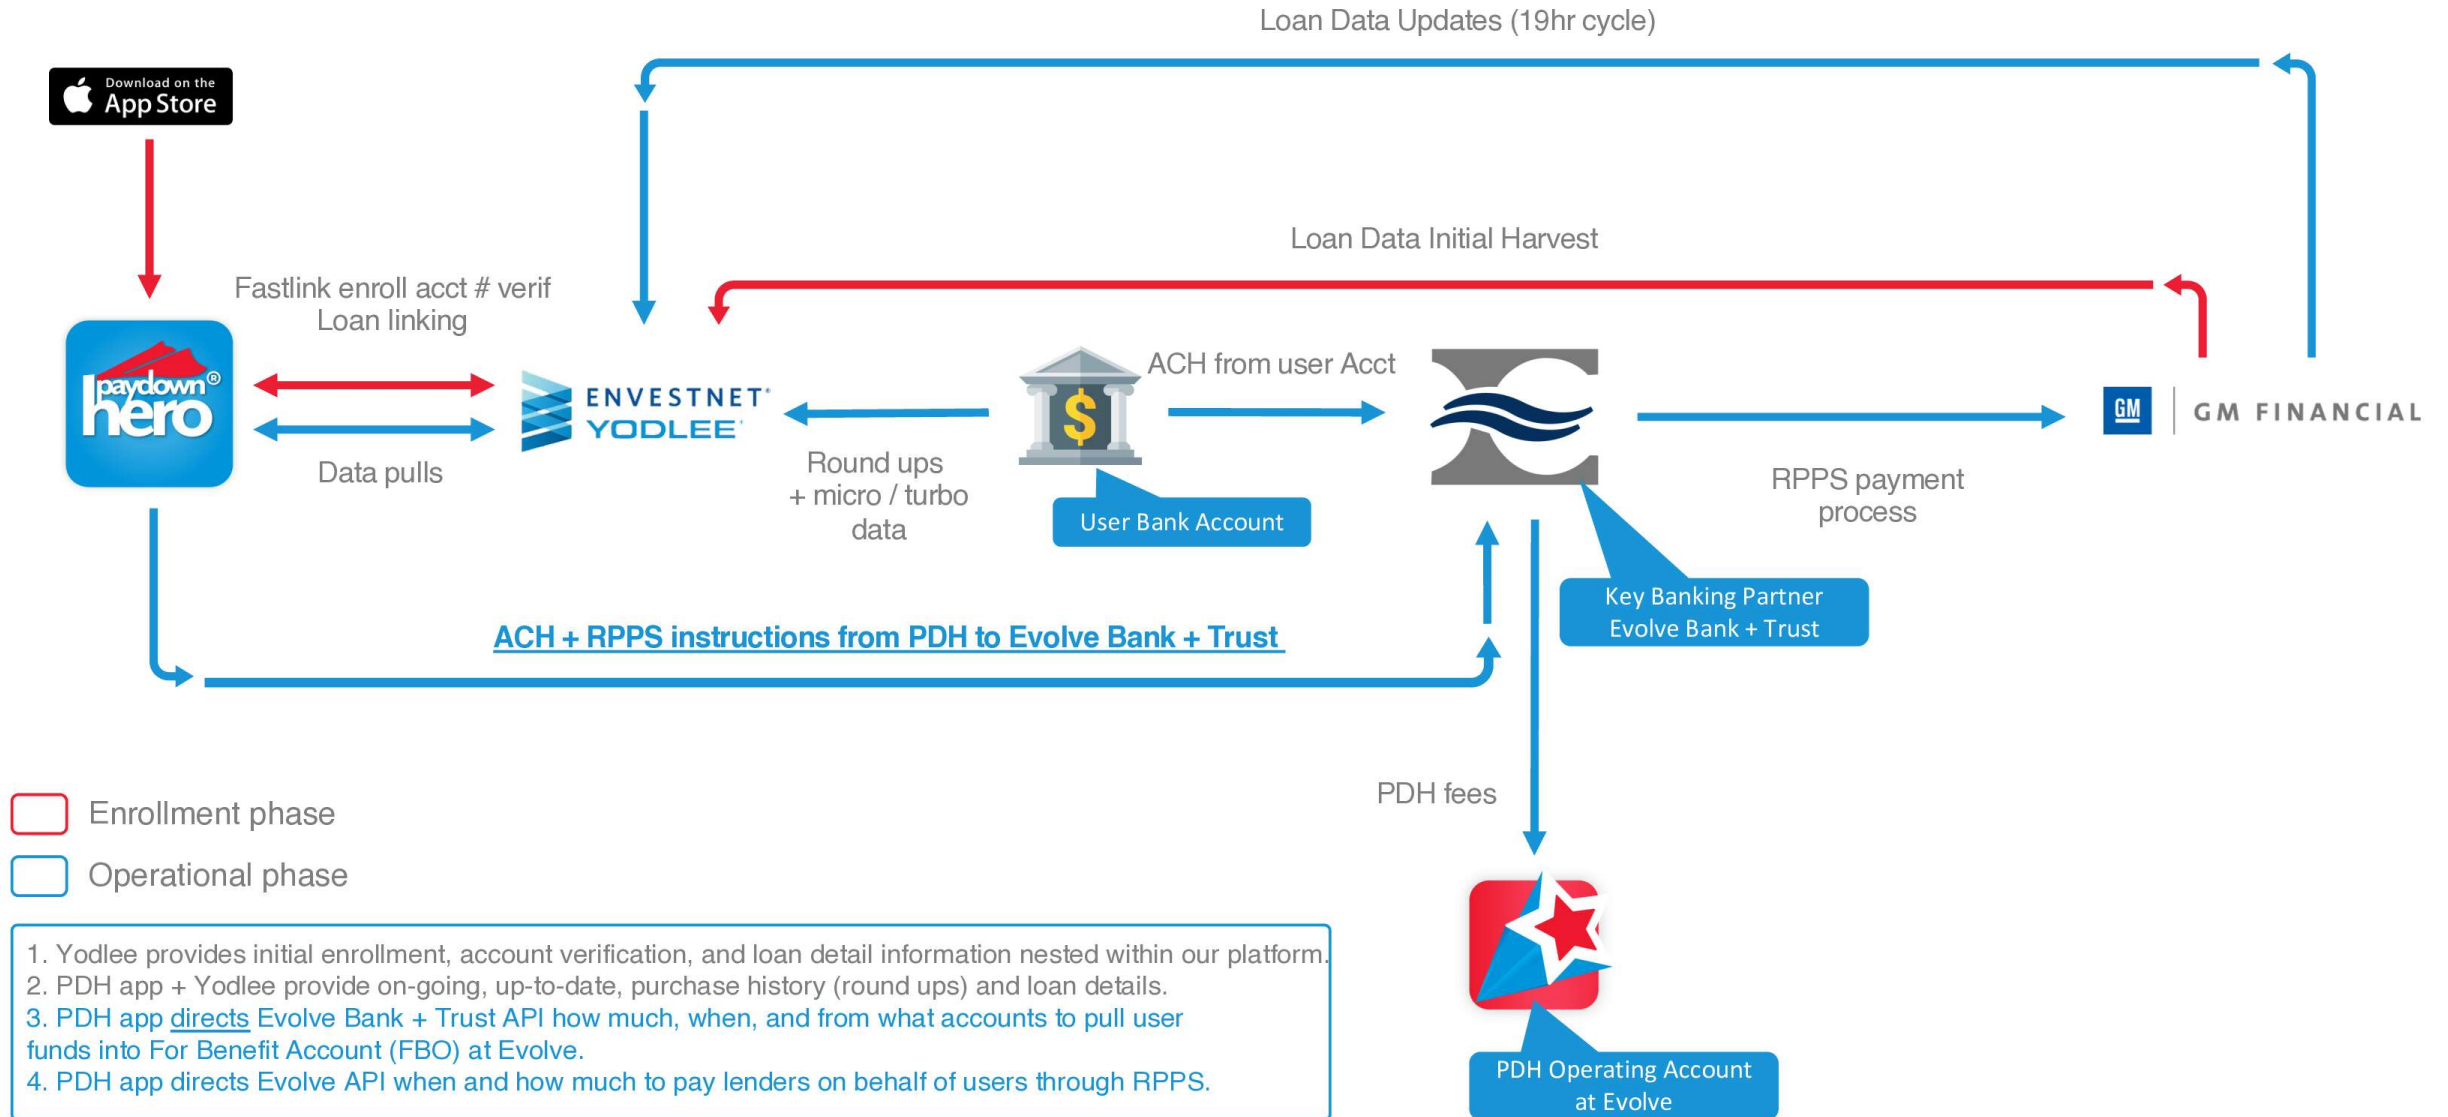 Loan Data Updates (19hr cycle)
Download on the
App Store
Loan Data Initial Harvest
Fastlink enroll acct # verif
Loan linking
paydown®
hero
ENVESTNET®
YODLEE
Data pulls
Round ups
+ micro / turbo
data
$
ACH from user Acct
User Bank Account
RPPS payment
process
GM
GM FINANCIAL
Key Banking Partner
Evolve Bank + Trust
ACH + RPPS instructions from PDH to Evolve Bank + Trust
PDH fees
Enrollment phase
Operational phase
1. Yodlee provides initial enrollment, account verification, and loan detail information nested within our platform.
2. PDH app + Yodlee provide on-going, up-to-date, purchase history (round ups) and loan details.
3. PDH app directs Evolve Bank + Trust API how much, when, and from what accounts to pull user
funds into For Benefit Account (FBO) at Evolve.
4. PDH app directs Evolve API when and how much to pay lenders on behalf of users through RPPS.
PDH Operating Account
at Evolve